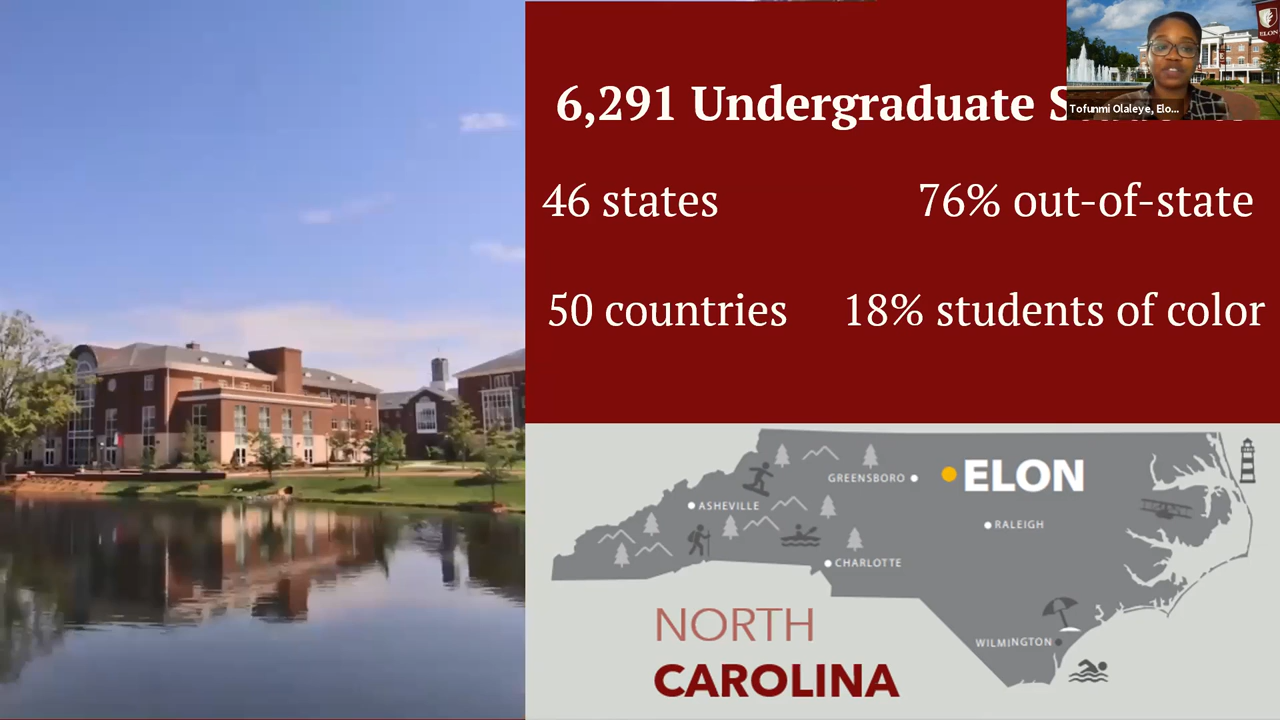 6,291 Undergraduate
46 states
76% out-of-state
50 countries
18% students of color
ELON
Tofunmi Olaleye, Elo...
GREENSBORO
ELON
ASHEVILLE
RALEIGH
CHARLOTTE
WILMINGTON
NORTH
CAROLINA